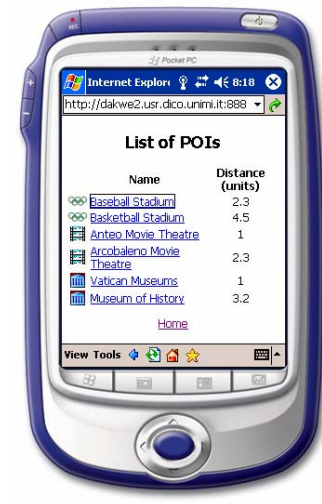 REC
Pocket PC
Internet Explore 8:18
http://dakwe2.usr.dico.unimi.it:888
List of POIs
Name Distance (units)
Baseball Stadium 2.3
Basketball Stadium 4.5
Anteo Movie Theatre 1
Arcobaleno Movie Theatre 2.3
Vatican Museums 1
Museum of History 3.2
Home
View Tools